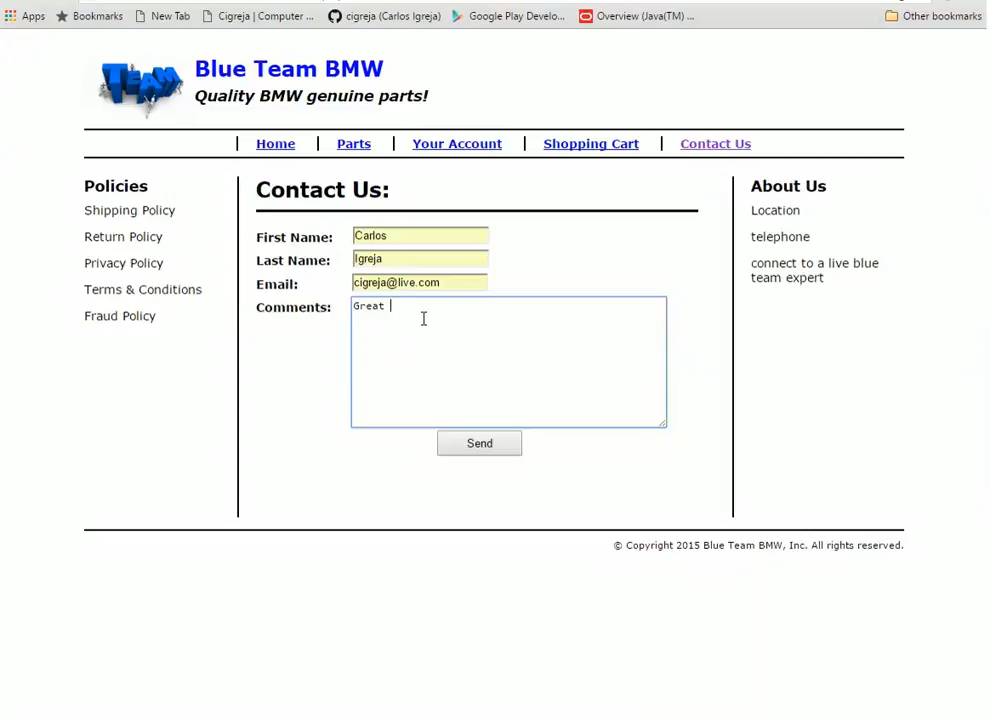 Apps Bookmarks New Tab Cigreja | Computer ... cigreja (Carlos Igreja) Google Play Develo... Overview (Java(TM) ... Other bookmarks
TEAM
Blue Team BMW
Quality BMW genuine parts!
Home Parts Your Account Shopping Cart Contact Us
Policies
Shipping Policy
Return Policy
Privacy Policy
Terms & Conditions
Fraud Policy
Contact Us:
First Name: Carlos
Last Name: Igreja
Email: cigreja@live.com
Comments: Great
Send
About Us
Location
telephone
connect to a live blue
team expert
© Copyright 2015 Blue Team BMW, Inc. All rights reserved.